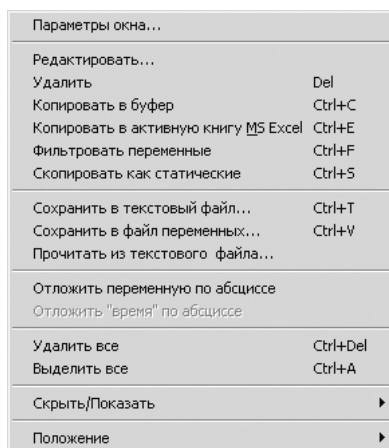 Параметры окна...
Редактировать...
Удалить Del
Копировать в буфер Ctrl+C
Копировать в активную книгу MS Excel Ctrl+E
Фильтровать переменные Ctrl+F
Скопировать как статические Ctrl+S
Сохранить в текстовый файл... Ctrl+T
Сохранить в файл переменных... Ctrl+V
Прочитать из текстового файла...
Отложить переменную по абсциссе
Отложить "время" по абсциссе
Удалить все Ctrl+Del
Выделить все Ctrl+A
Скрыть/Показать
Положение